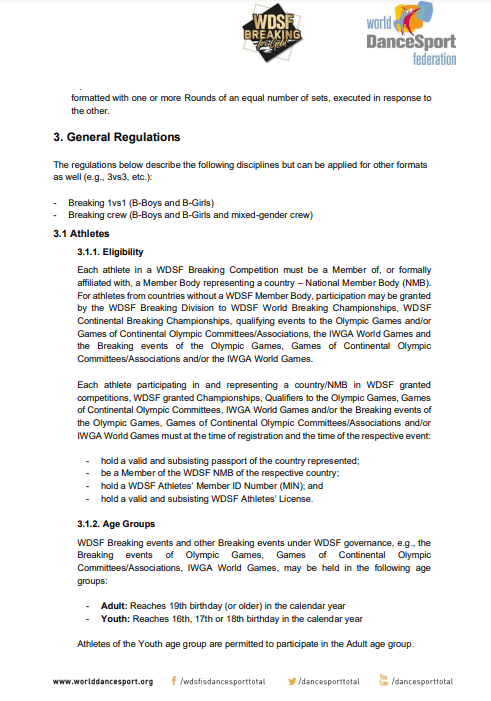 WDSF
BREAKING
for Gold
world
DanceSport
federation
formatted with one or more Rounds of an equal number of sets, executed in response to
the other.
3. General Regulations
The regulations below describe the following disciplines but can be applied for other formats
as well (e.g., 3vs3, etc.):
- Breaking 1vs1 (B-Boys and B-Girls)
- Breaking crew (B-Boys and B-Girls and mixed-gender crew)
3.1 Athletes
3.1.1. Eligibility
Each athlete in a WDSF Breaking Competition must be a Member of, or formally
affiliated with, a Member Body representing a country – National Member Body (NMB).
For athletes from countries without a WDSF Member Body, participation may be granted
by the WDSF Breaking Division to WDSF World Breaking Championships, WDSF
Continental Breaking Championships, qualifying events to the Olympic Games and/or
Games of Continental Olympic Committees/Associations, the IWGA World Games and
the Breaking events of the Olympic Games, Games of Continental Olympic
Committees/Associations and/or the IWGA World Games.
Each athlete participating in and representing a country/NMB in WDSF granted
competitions, WDSF granted Championships, Qualifiers to the Olympic Games, Games
of Continental Olympic Committees, IWGA World Games and/or the Breaking events of
the Olympic Games, Games of Continental Olympic Committees/Associations and/or
IWGA World Games must at the time of registration and the time of the respective event:
- hold a valid and subsisting passport of the country represented;
- be a Member of the WDSF NMB of the respective country;
- hold a WDSF Athletes' Member ID Number (MIN); and
- hold a valid and subsisting WDSF Athletes' License.
3.1.2. Age Groups
WDSF Breaking events and other Breaking events under WDSF governance, e.g., the
Breaking events of Olympic Games, Games of Continental Olympic
Committees/Associations, IWGA World Games, may be held in the following age
groups:
- Adult: Reaches 19th birthday (or older) in the calendar year
- Youth: Reaches 16th, 17th or 18th birthday in the calendar year
Athletes of the Youth age group are permitted to participate in the Adult age group.
www.worlddancesport.org f /wdsfisdancesporttotal /dancesporttotal /dancesporttotal